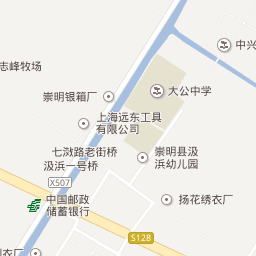 中兴
志峰牧场
大公中学
崇明银箱厂
上海远东工具
有限公司
七滧路老街桥
汲浜一号桥
崇明县汲
浜幼儿园
X507
中国邮政
储蓄银行
扬花绣衣厂
S128
衣厂